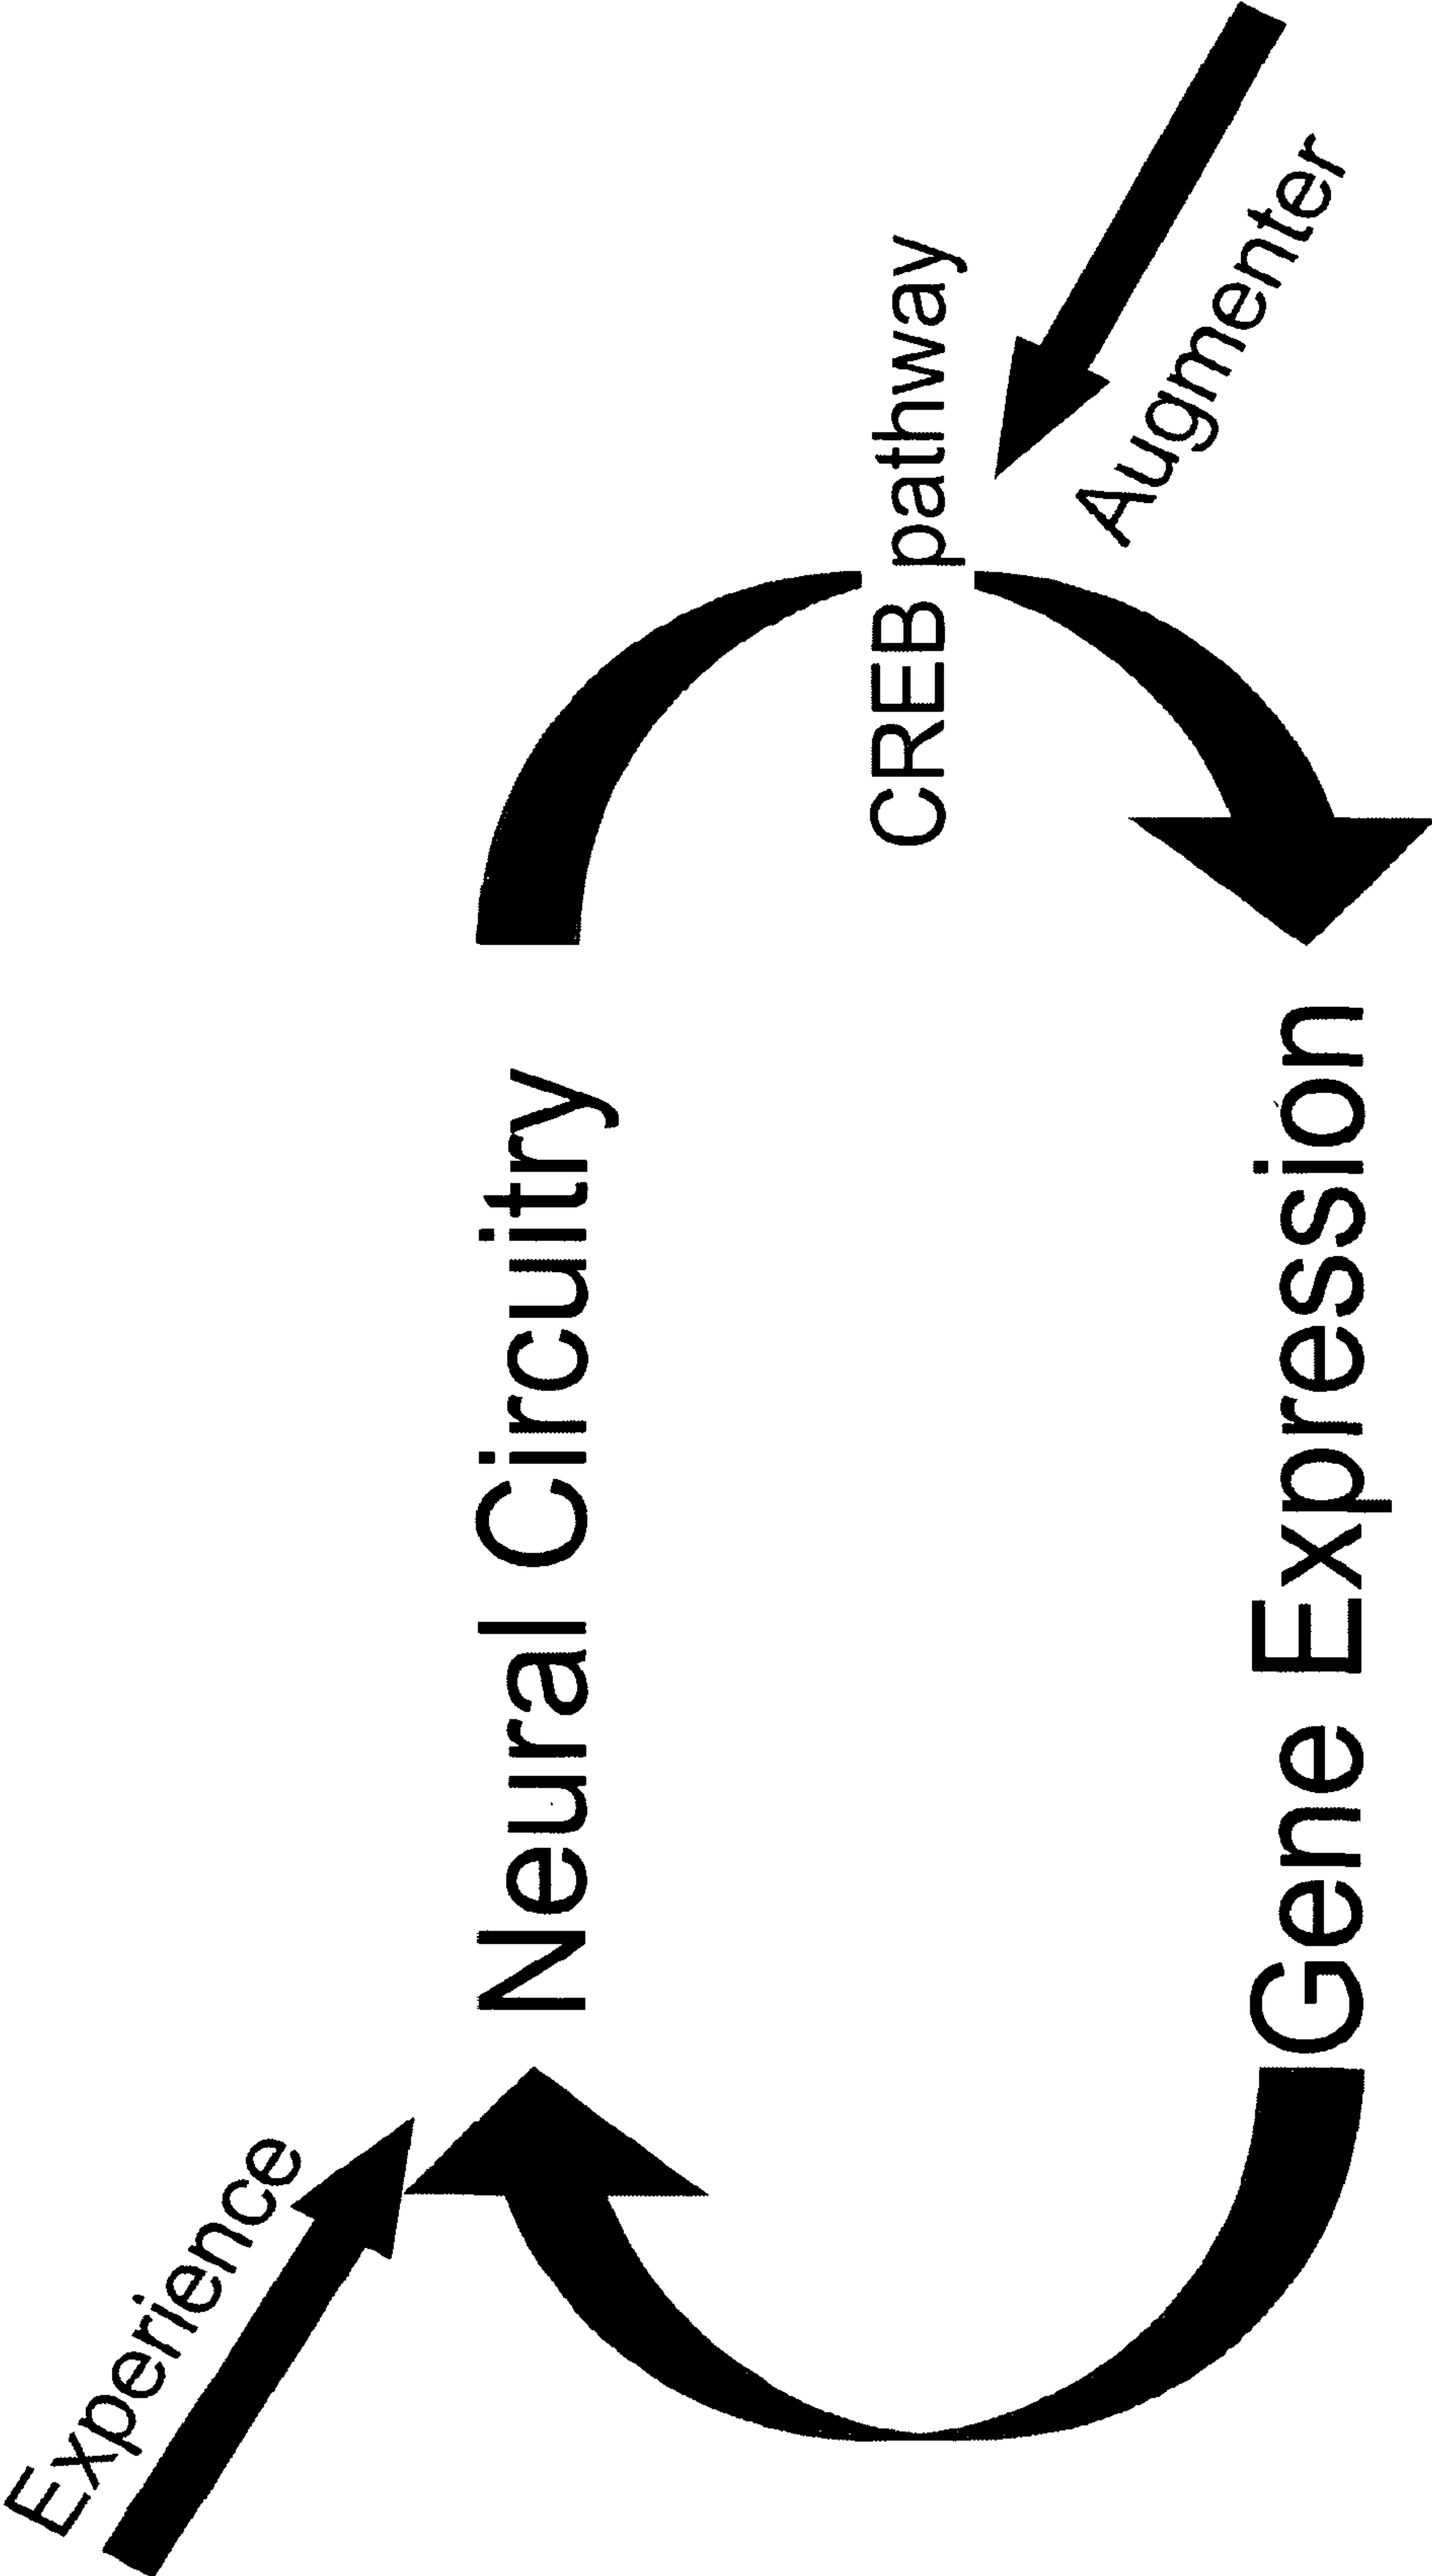 Experience
Neural Circuitry
CREB pathway
Augmenter
Gene Expression